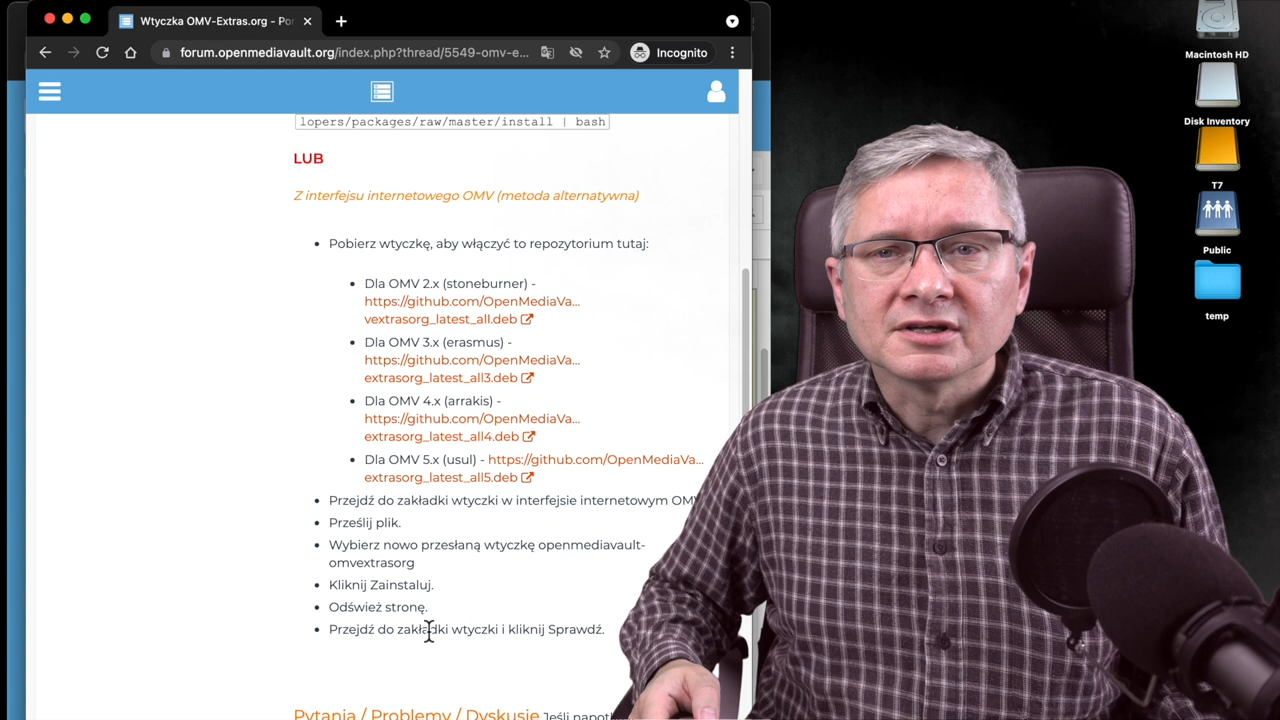 Wtyczka OMV-Extras.org - Por
forum.openmediavault.org/index.php?thread/5549-omv-e...
Incognito
lopers/packages/raw/master/install | bash
LUB
Z interfejsu internetowego OMV (metoda alternatywna)
Pobierz wtyczkę, aby włączyć to repozytorium tutaj:
Dla OMV 2.x (stoneburner) -
https://github.com/OpenMediaVa...
vextrasorg_latest_all.deb
Dla OMV 3.x (erasmus) -
https://github.com/OpenMediaVa...
extrasorg_latest_all3.deb
Dla OMV 4.x (arrakis) -
https://github.com/OpenMediaVa...
extrasorg_latest_all4.deb
Dla OMV 5.x (usul) - https://github.com/OpenMediaVa...
extrasorg_latest_all5.deb
Przejdź do zakładki wtyczki w interfejsie internetowym OMV
Prześlij plik.
Wybierz nowo przesłaną wtyczkę openmediavault-
omvextrasorg
Kliknij Zainstaluj.
Odśwież stronę.
Przejdź do zakładki wtyczki i kliknij Sprawdź.
Pytania / Problemy / Dyskusje Jeśli napotk
Macintosh HD
Disk Inventory
T7
Public
temp